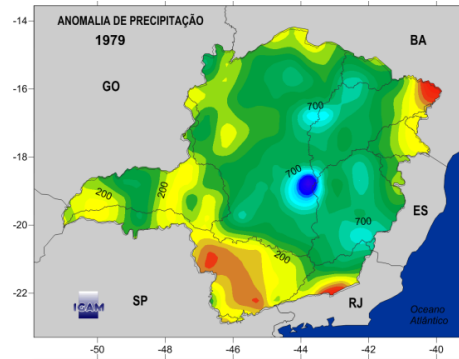 ANOMALIA DE PRECIPITAÇÃO
1979
BA
GO
700
700
700
200
200
200
ES
SP
RJ
IGAM
Oceano
Atlântico
-14
-16
-18
-20
-22
-50
-48
-46
-44
-42
-40